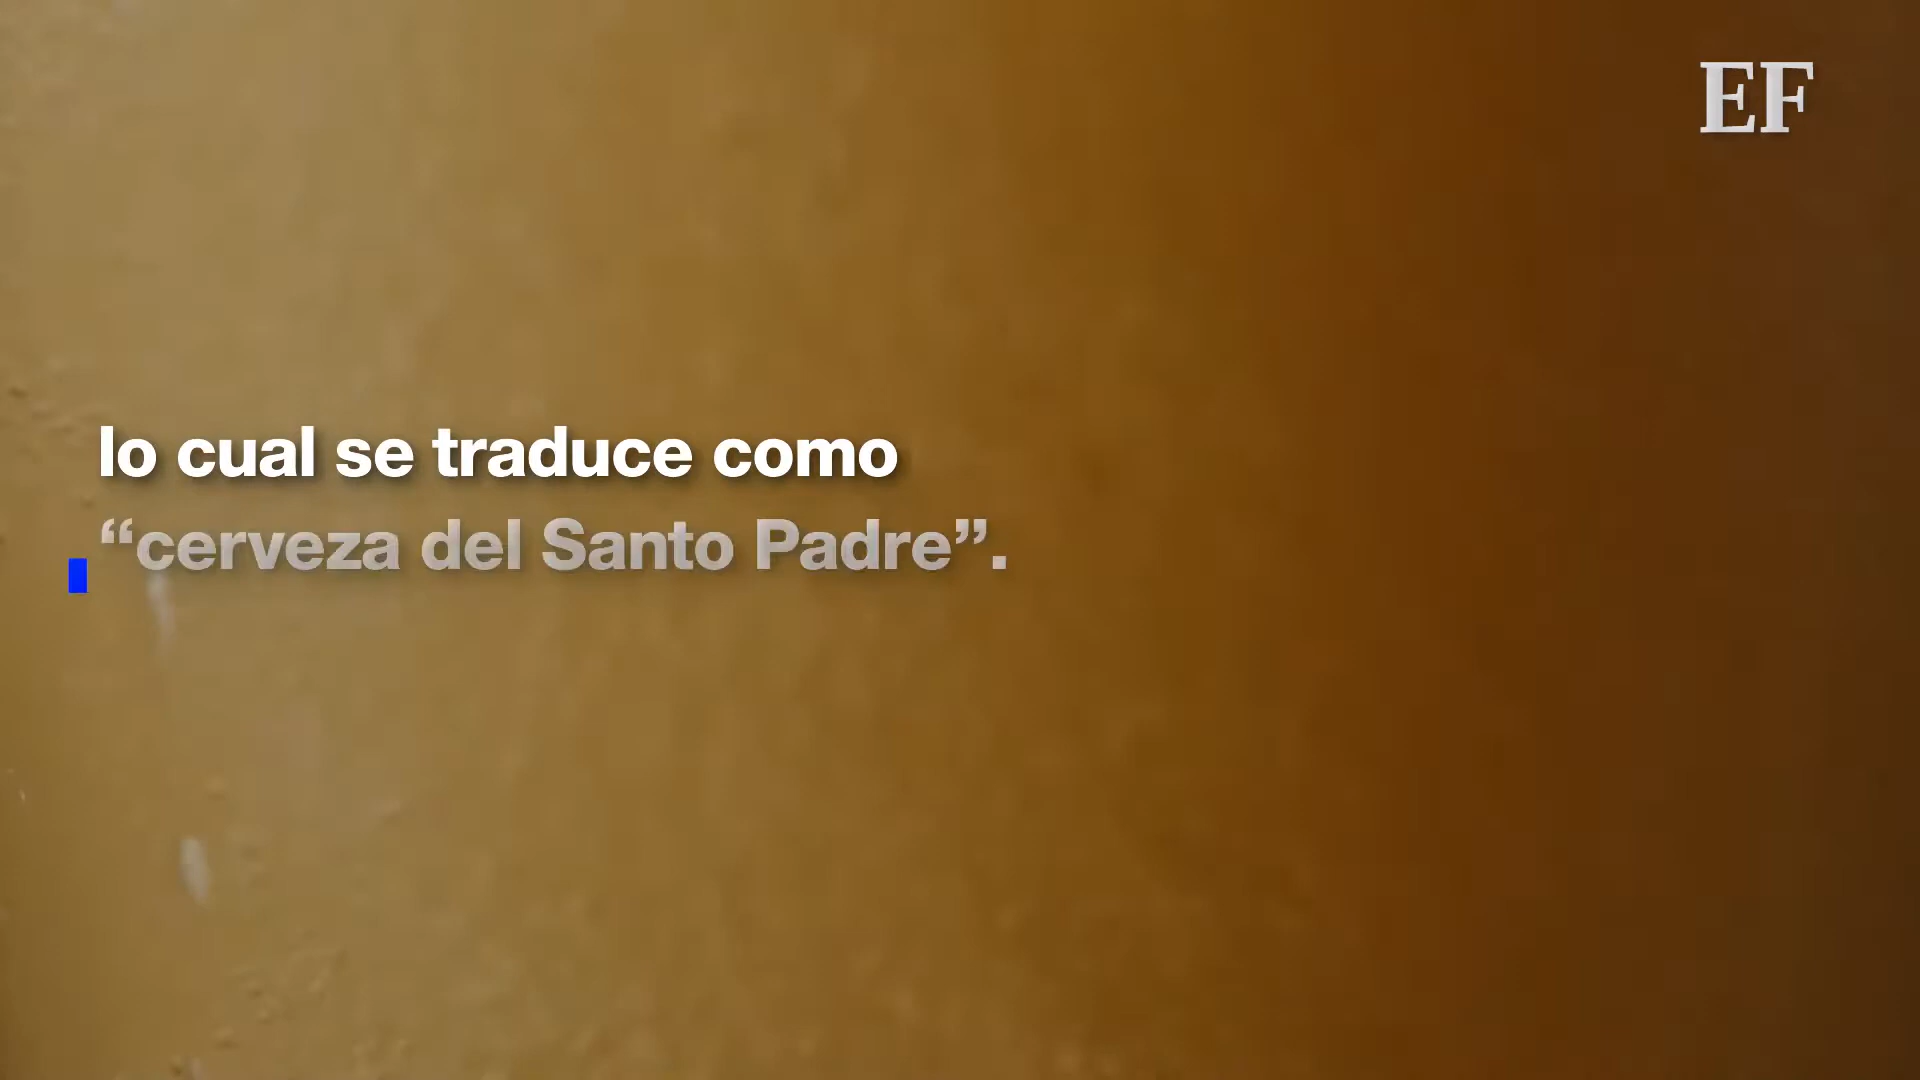 EF
lo cual se traduce como
“cerveza del Santo Padre”.